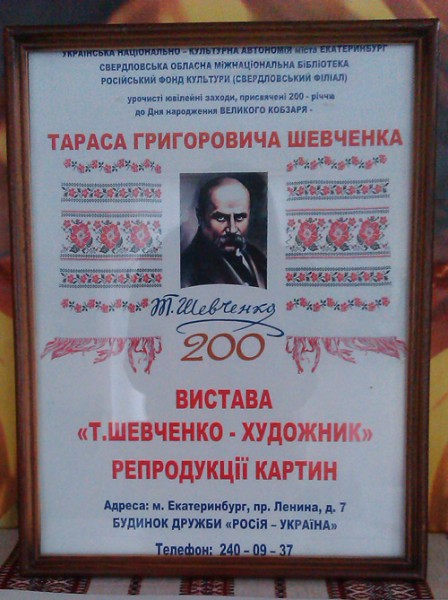 УКРАЇНСЬКА НАЦІОНАЛЬНО - КУЛЬТУРНА АВТОНОМІЯ міста ЕКАТЕРИНБУРГ
СВЕРДЛОВСЬКА ОБЛАСНА МІЖНАЦІОНАЛЬНА БІБЛІОТЕКА
РОСІЙСЬКИЙ ФОНД КУЛЬТУРИ (СВЕРДЛОВСЬКИЙ ФІЛІАЛ)
урочисті ювілейні заходи, присвячені 200 - річчю
до Дня народження ВЕЛИКОГО КОБЗАРЯ -
ТАРАСА ГРИГОРОВИЧА ШЕВЧЕНКА
Т. Шевченко
200
ВИСТАВА
«Т.ШЕВЧЕНКО - ХУДОЖНИК»
РЕПРОДУКЦІЇ КАРТИН
Адреса: м. Екатеринбург, пр. Ленина, д. 7
БУДИНОК ДРУЖБИ «РОСІЯ – УКРАЇНА»
Телефон: 240 - 09 - 37